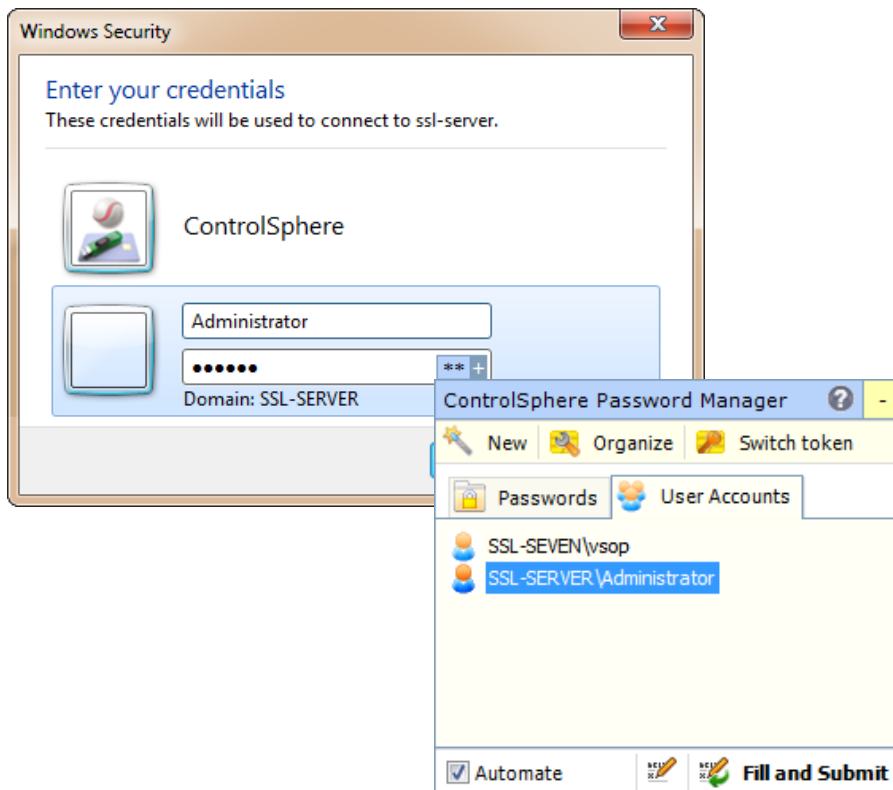 Windows Security
Enter your credentials
These credentials will be used to connect to ssl-server.
ControlSphere
Administrator
••••••
** +
Domain: SSL-SERVER
ControlSphere Password Manager ? -
New Organize Switch token
Passwords User Accounts
SSL-SEVEN\vsop
SSL-SERVER\Administrator
Automate Fill and Submit